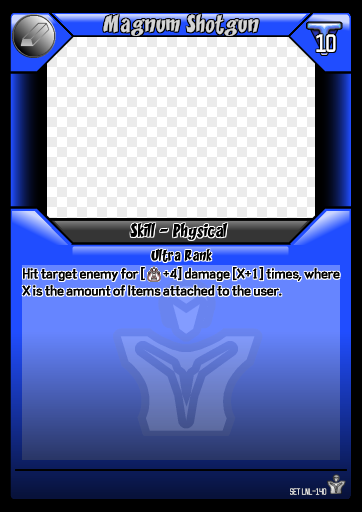 Magnum Shotgun
10
Skill - Physical
Ultra Rank
Hit target enemy for [ +4] damage [X+1] times, where
X is the amount of Items attached to the user.
SET LNL-140